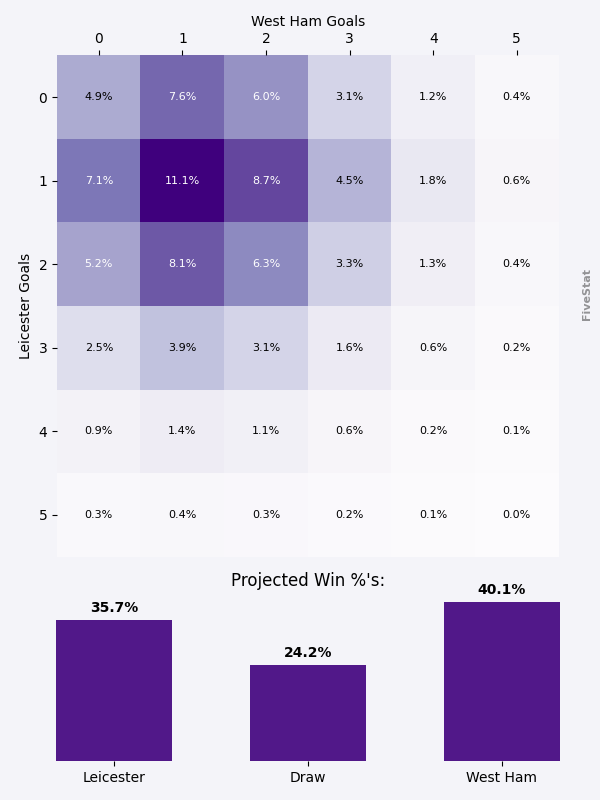 West Ham Goals
0 1 2 3 4 5
0 4.9% 7.6% 6.0% 3.1% 1.2% 0.4%
1 7.1% 11.1% 8.7% 4.5% 1.8% 0.6%
2 5.2% 8.1% 6.3% 3.3% 1.3% 0.4%
3 2.5% 3.9% 3.1% 1.6% 0.6% 0.2%
4 0.9% 1.4% 1.1% 0.6% 0.2% 0.1%
5 0.3% 0.4% 0.3% 0.2% 0.1% 0.0%
Leicester Goals
FiveStat
Projected Win %'s:
35.7% 24.2% 40.1%
Leicester Draw West Ham